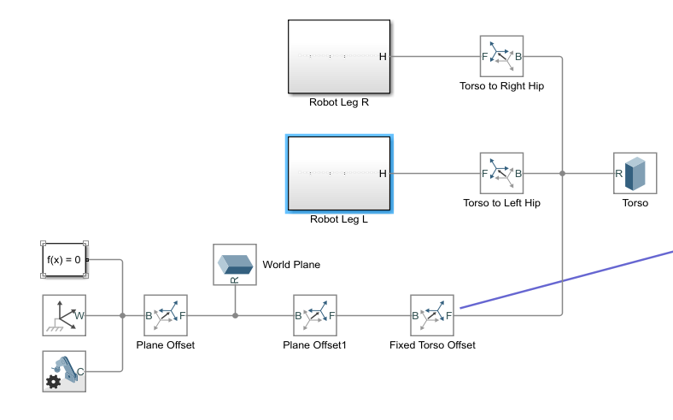 H
F
B
Robot Leg R
Torso to Right Hip
H
F
B
R
Robot Leg L
Torso to Left Hip
Torso
f(x) = 0
R
World Plane
W
B
F
B
F
B
F
Plane Offset
Plane Offset1
Fixed Torso Offset
C